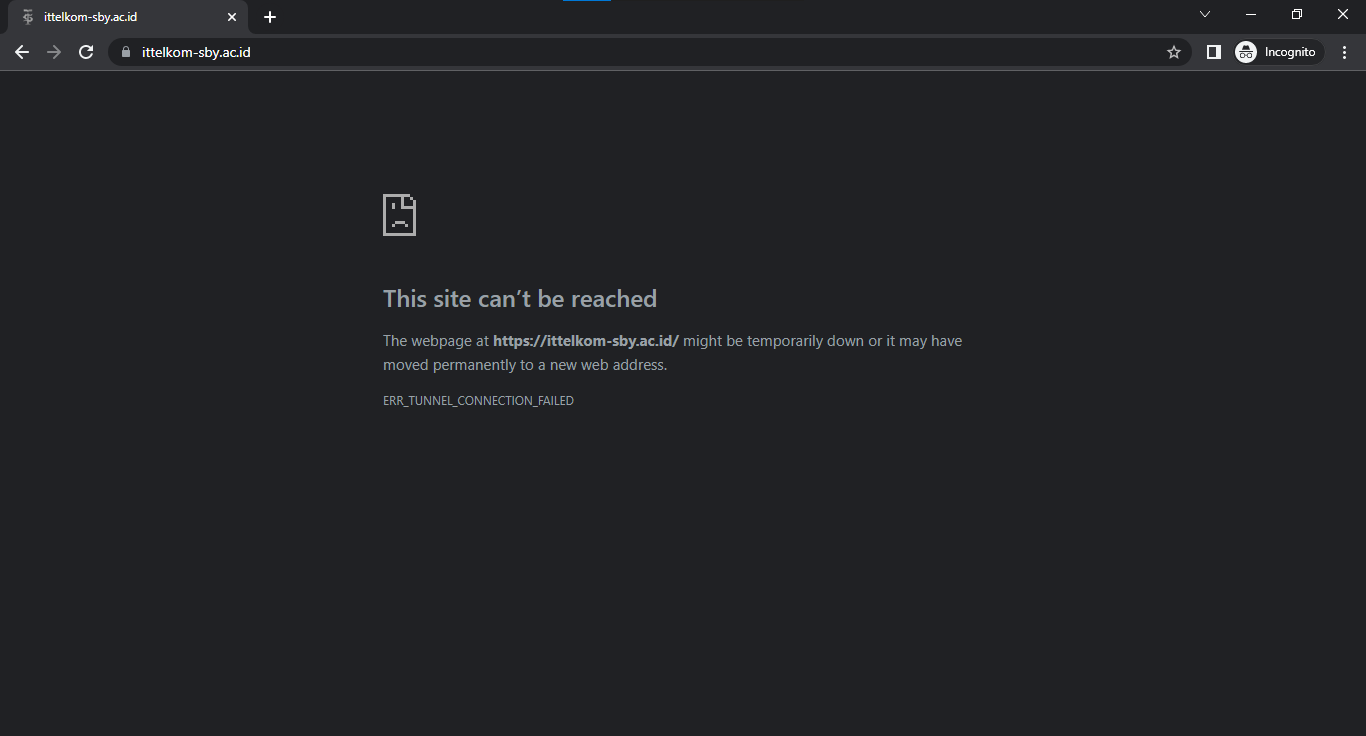 ittelkom-sby.ac.id
ittelkom-sby.ac.id
Incognito
This site can’t be reached
The webpage at https://ittelkom-sby.ac.id/ might be temporarily down or it may have
moved permanently to a new web address.
ERR_TUNNEL_CONNECTION_FAILED